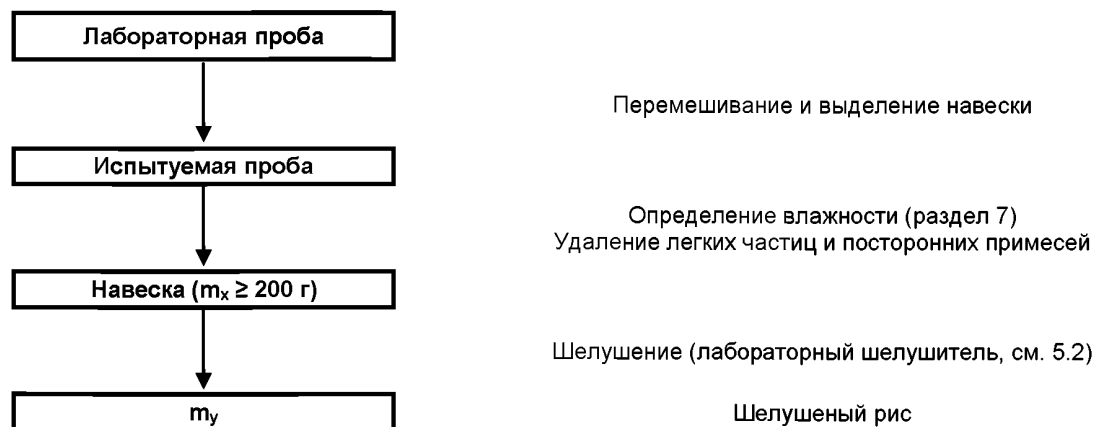 Лабораторная проба
Перемешивание и выделение навески
Испытуемая проба
Определение влажности (раздел 7)
Удаление легких частиц и посторонних примесей
Навеска (mₓ ≥ 200 г)
Шелушение (лабораторный шелушитель, см. 5.2)
mᵧ Шелушеный рис